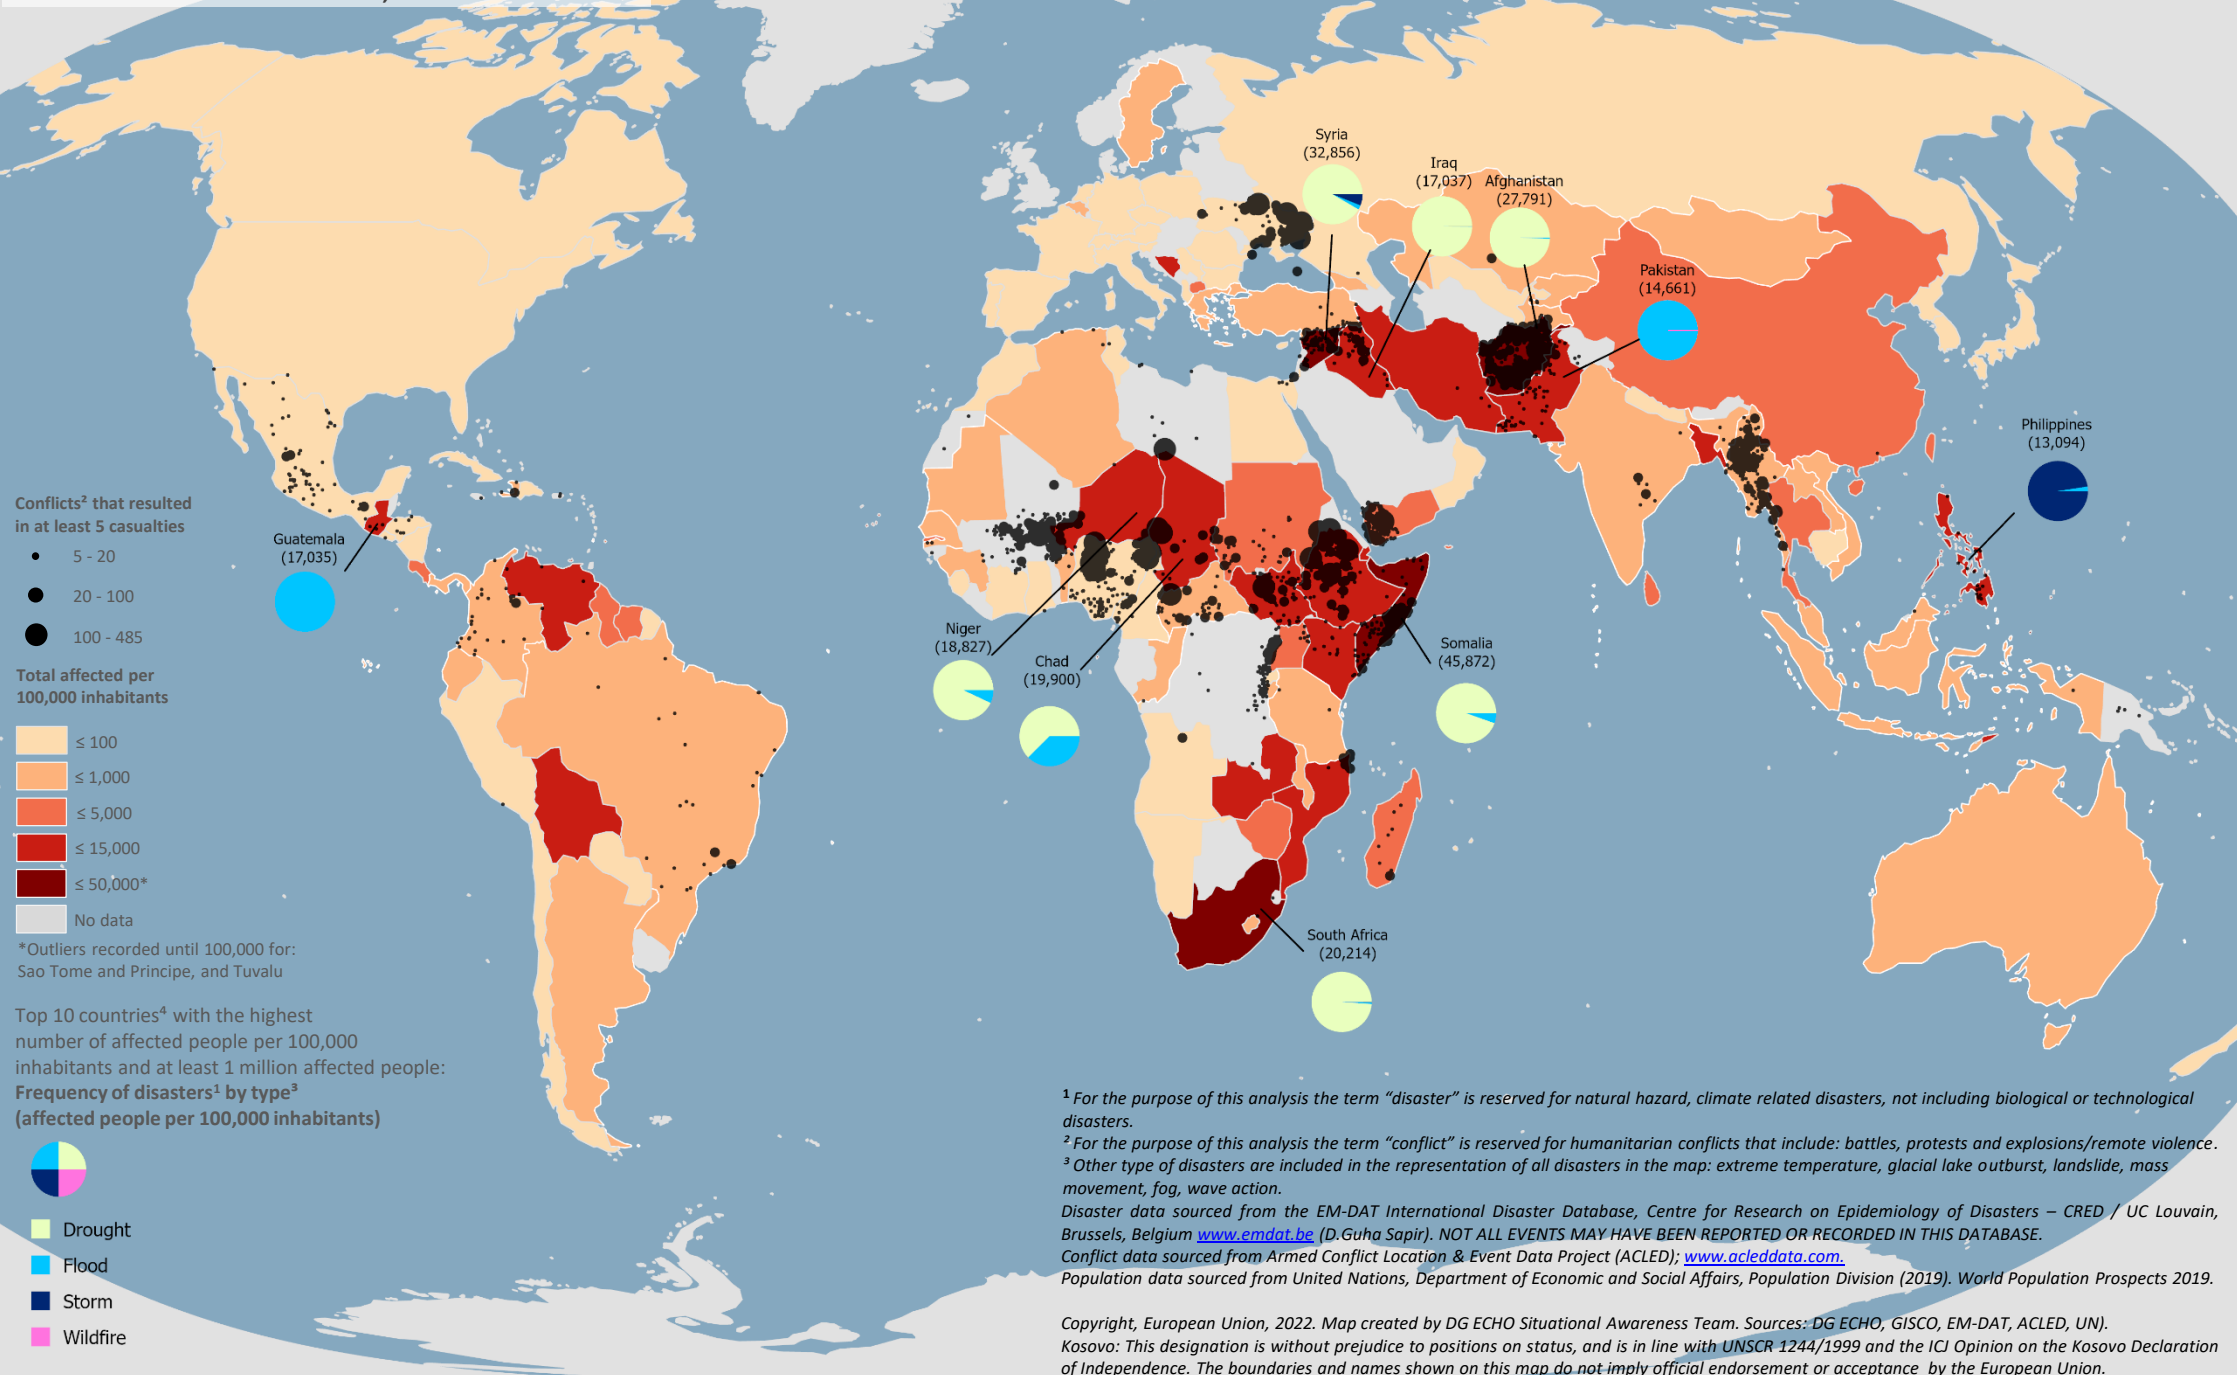 Syria
(32,856)
Iraq
(17,037)
Afghanistan
(27,791)
Pakistan
(14,661)
Philippines
(13,094)
Guatemala
(17,035)
Niger
(18,827)
Chad
(19,900)
Somalia
(45,872)
South Africa
(20,214)
Conflicts² that resulted
in at least 5 casualties
5 - 20
20 - 100
100 - 485
Total affected per
100,000 inhabitants
≤ 100
≤ 1,000
≤ 5,000
≤ 15,000
≤ 50,000*
No data
*Outliers recorded until 100,000 for:
Sao Tome and Principe, and Tuvalu
Top 10 countries⁴ with the highest
number of affected people per 100,000
inhabitants and at least 1 million affected people:
Frequency of disasters¹ by type³
(affected people per 100,000 inhabitants)
Drought
Flood
Storm
Wildfire
¹ For the purpose of this analysis the term “disaster” is reserved for natural hazard, climate related disasters, not including biological or technological
disasters.
² For the purpose of this analysis the term “conflict” is reserved for humanitarian conflicts that include: battles, protests and explosions/remote violence.
³ Other type of disasters are included in the representation of all disasters in the map: extreme temperature, glacial lake outburst, landslide, mass
movement, fog, wave action.
Disaster data sourced from the EM-DAT International Disaster Database, Centre for Research on Epidemiology of Disasters – CRED / UC Louvain,
Brussels, Belgium www.emdat.be (D.Guha Sapir). NOT ALL EVENTS MAY HAVE BEEN REPORTED OR RECORDED IN THIS DATABASE.
Conflict data sourced from Armed Conflict Location & Event Data Project (ACLED); www.acleddata.com.
Population data sourced from United Nations, Department of Economic and Social Affairs, Population Division (2019). World Population Prospects 2019.
Copyright, European Union, 2022. Map created by DG ECHO Situational Awareness Team. Sources: DG ECHO, GISCO, EM-DAT, ACLED, UN).
Kosovo: This designation is without prejudice to positions on status, and is in line with UNSCR 1244/1999 and the ICJ Opinion on the Kosovo Declaration
of Independence. The boundaries and names shown on this map do not imply official endorsement or acceptance by the European Union.